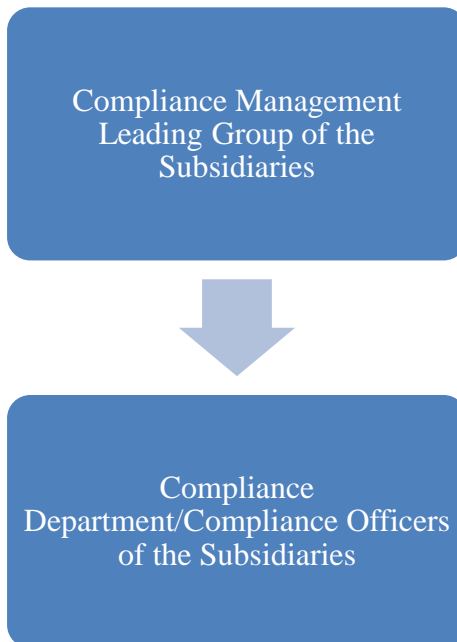 Compliance Management
Leading Group of the
Subsidiaries
Compliance
Department/Compliance Officers
of the Subsidiaries